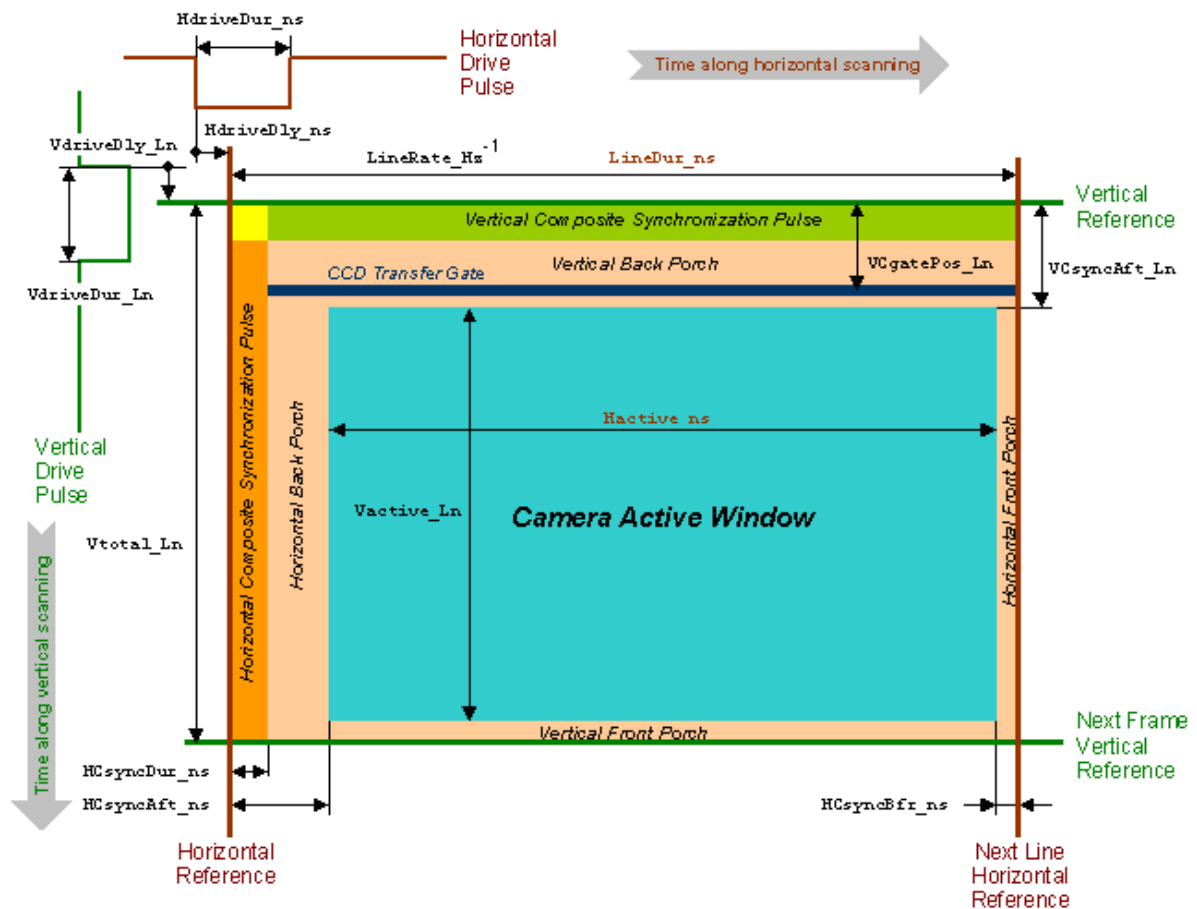 HdriveDur_ns
Horizontal
Drive
Pulse
Time along horizontal scanning
HdriveDly_ns
VdriveDly_Ln
LineRate_Hz-1
LineDur_ns
Vertical
Reference
Vertical Composite Synchronization Pulse
Vertical Back Porch
VCgatePos_Ln
VCsyncAft_Ln
CCD Transfer Gate
VdriveDur_Ln
Horizontal Composite Synchronization Pulse
Horizontal Back Porch
Hactive_ns
Horizontal Front Porch
Vertical
Drive
Pulse
Vactive_Ln
Camera Active Window
Vtotal_Ln
Time along vertical scanning
Vertical Front Porch
Next Frame
Vertical
Reference
HCsyncDur_ns
HCsyncAft_ns
HCsyncBfr_ns
Horizontal
Reference
Next Line
Horizontal
Reference